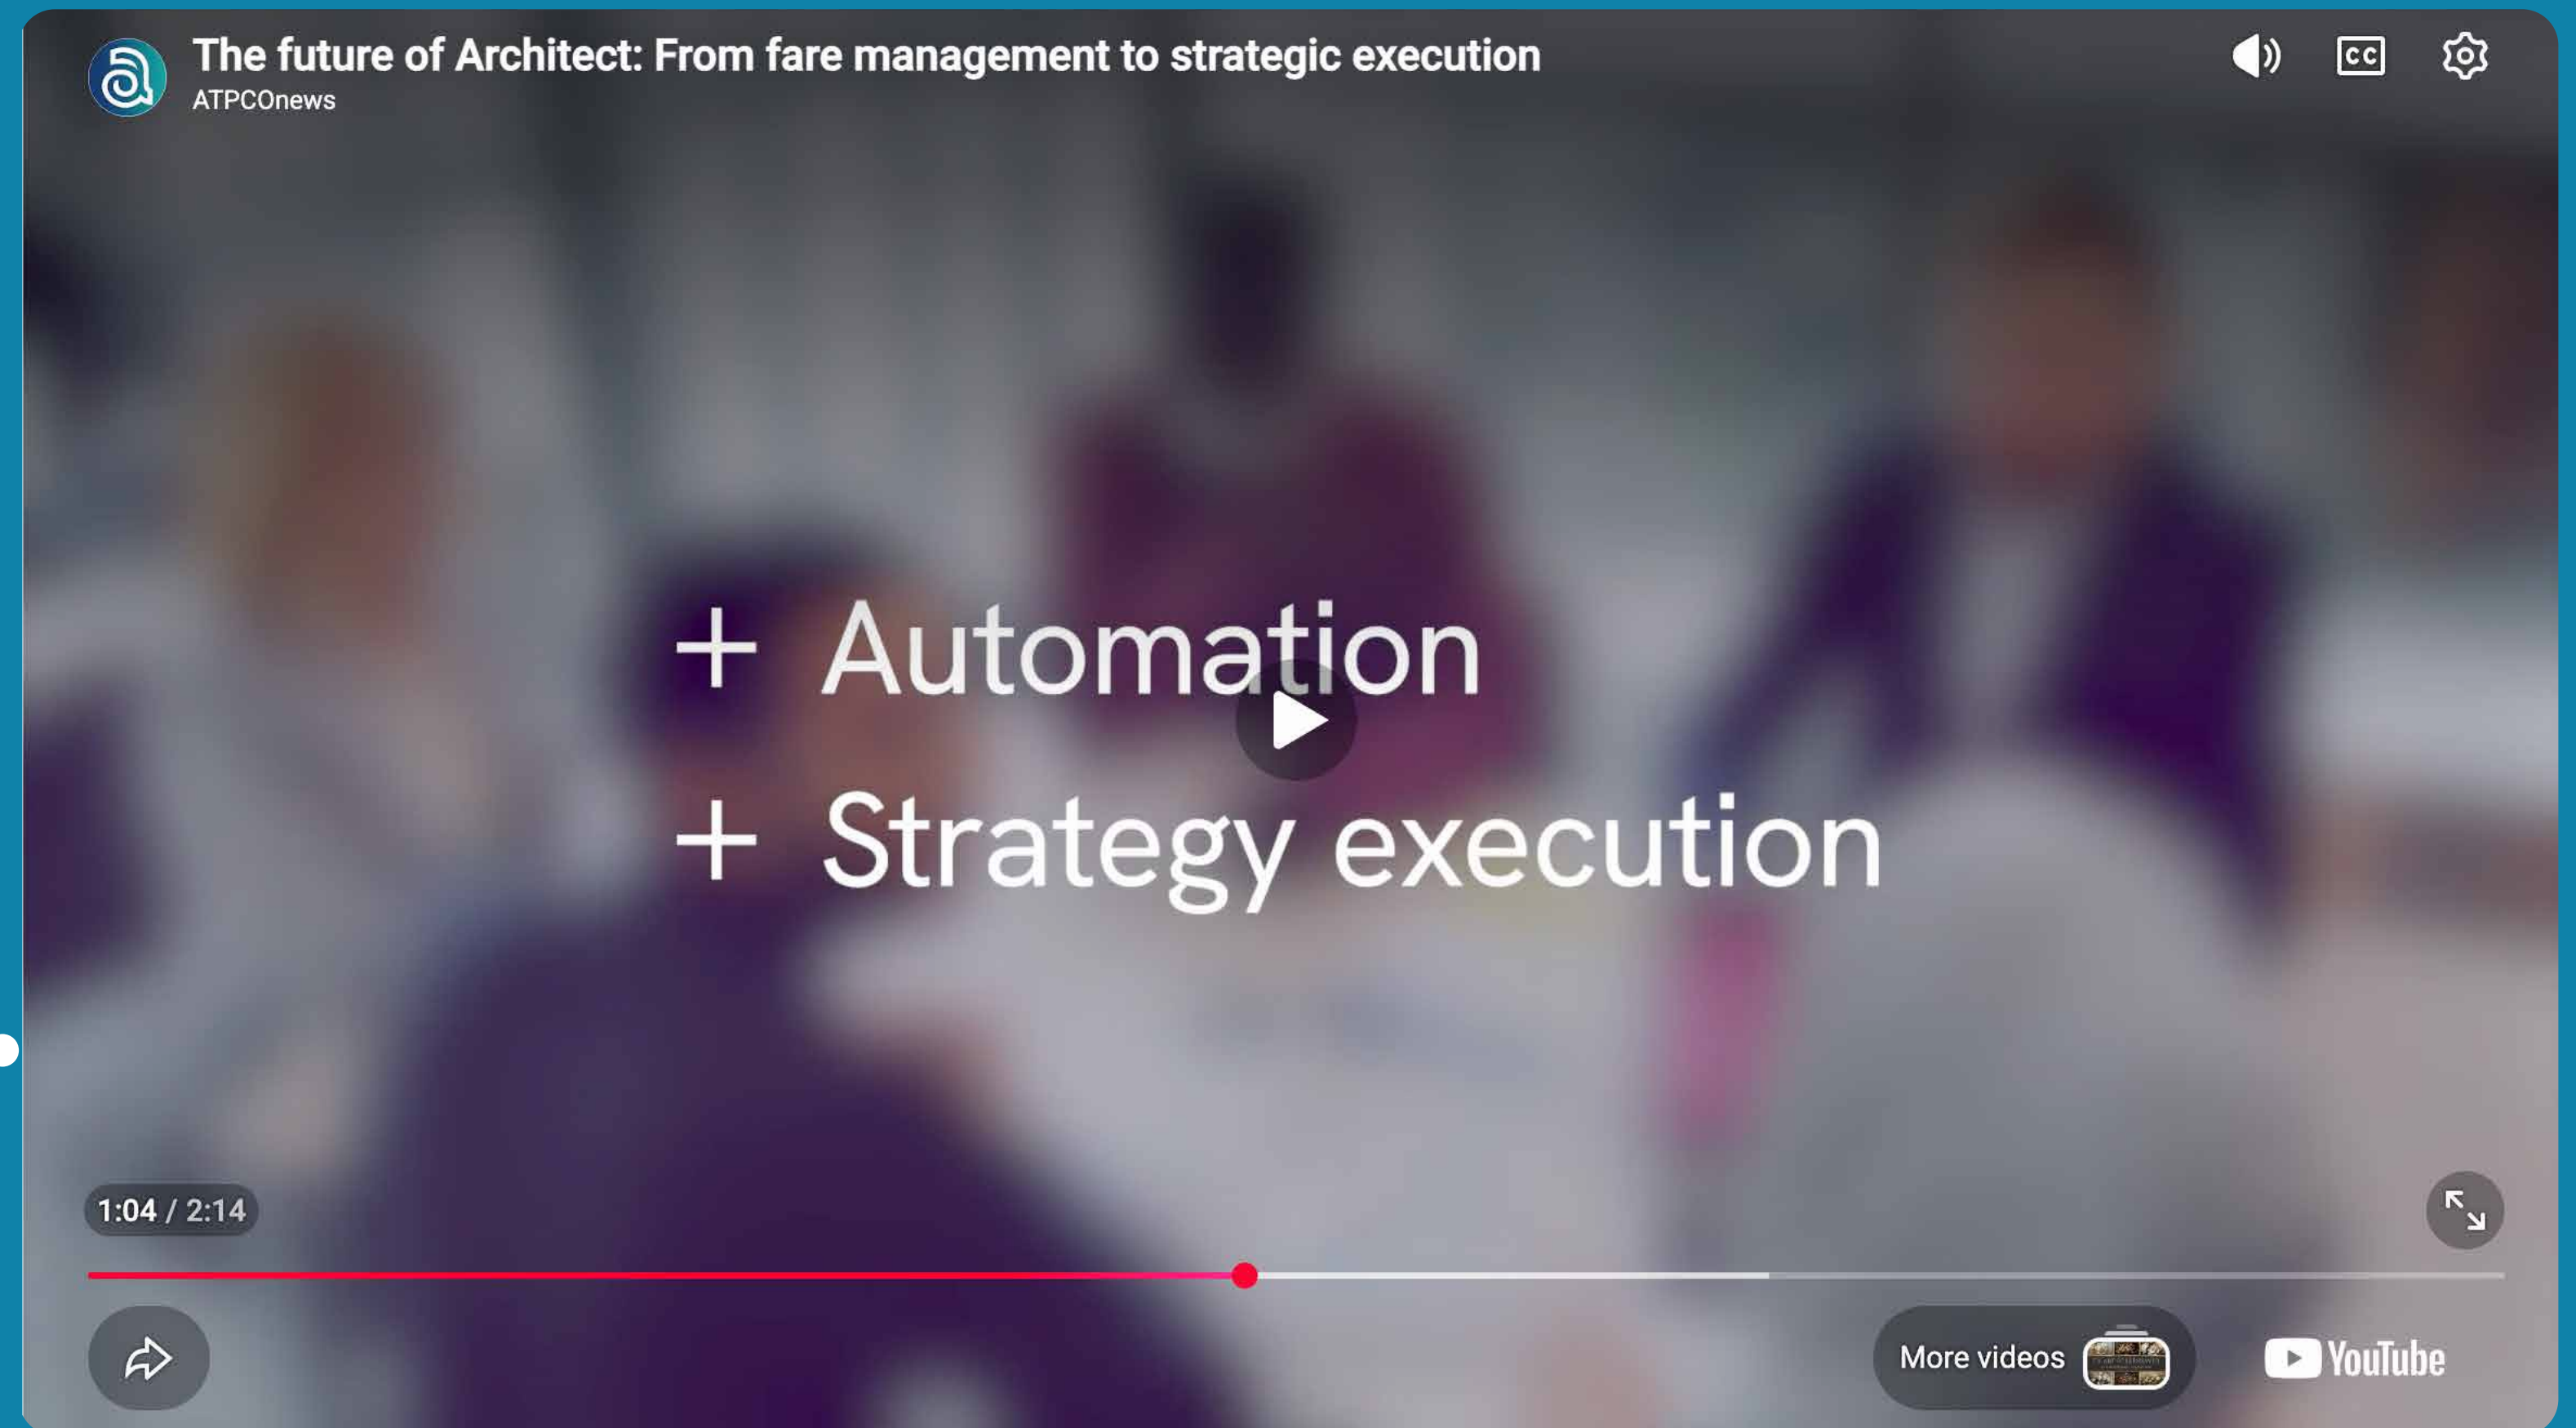 The future of Architect: From fare management to strategic execution
ATPCOnews
CC
+ Automation
+ Strategy execution
1:04 / 2:14
More videos
YouTube